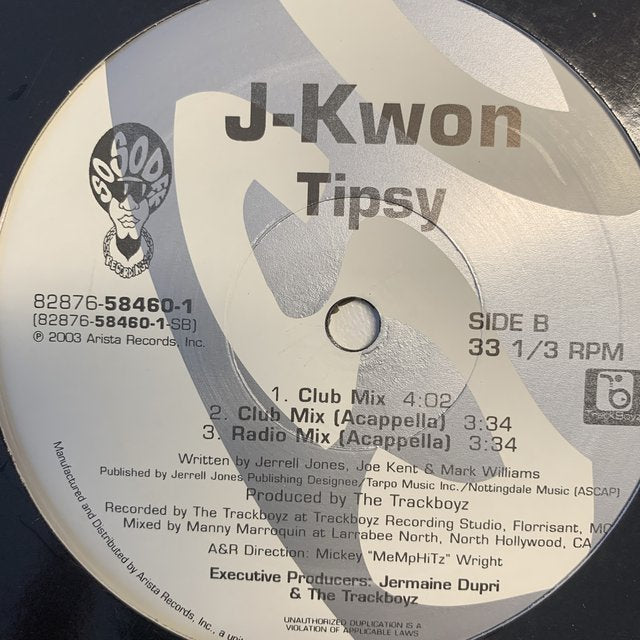 J-Kwon
Tipsy
SO SO DEF
RECORDINGS
82876-58460-1
(82876-58460-1-SB)
℗ 2003 Arista Records, Inc.
SIDE B
33 1/3 RPM
1. Club Mix 4:02
2. Club Mix (Acappella) 3:34
3. Radio Mix (Acappella) 3:34
Written by Jerrell Jones, Joe Kent & Mark Williams
Published by Jerrell Jones Publishing Designee/Tarpo Music Inc./Nottingdale Music (ASCAP)
Produced by The Trackboyz
Recorded by The Trackboyz at Trackboyz Recording Studio, Florrisant, MO
Mixed by Manny Marroquin at Larrabee North, North Hollywood, CA
A&R Direction: Mickey "MeMpHiTz" Wright
Executive Producers: Jermaine Dupri
& The Trackboyz
UNAUTHORIZED DUPLICATION IS A
VIOLATION OF APPLICABLE LAWS
Manufactured and Distributed by Arista Records, Inc., a